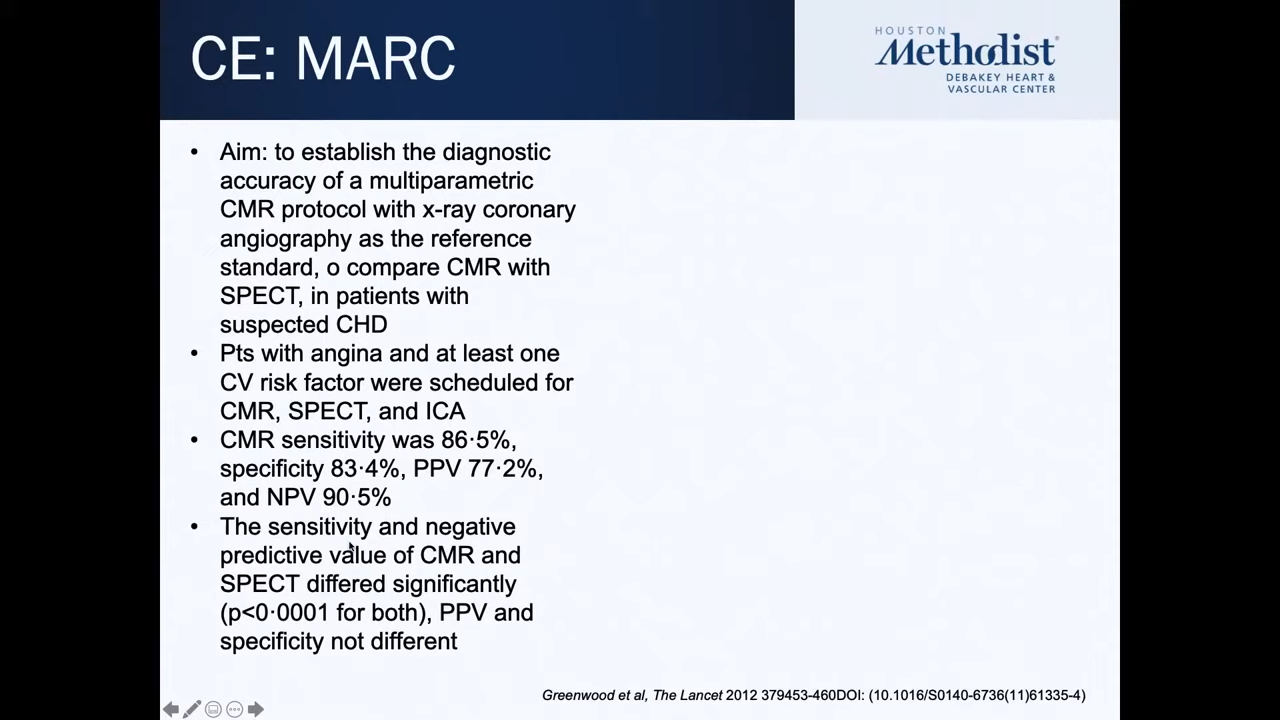 CE: MARC
HOUSTON
Methodist®
DEBAKEY HEART &
VASCULAR CENTER
• Aim: to establish the diagnostic
accuracy of a multiparametric
CMR protocol with x-ray coronary
angiography as the reference
standard, o compare CMR with
SPECT, in patients with
suspected CHD
• Pts with angina and at least one
CV risk factor were scheduled for
CMR, SPECT, and ICA
• CMR sensitivity was 86·5%,
specificity 83·4%, PPV 77·2%,
and NPV 90·5%
• The sensitivity and negative
predictive value of CMR and
SPECT differed significantly
(p<0·0001 for both), PPV and
specificity not different
Greenwood et al, The Lancet 2012 379453-460DOI: (10.1016/S0140-6736(11)61335-4)